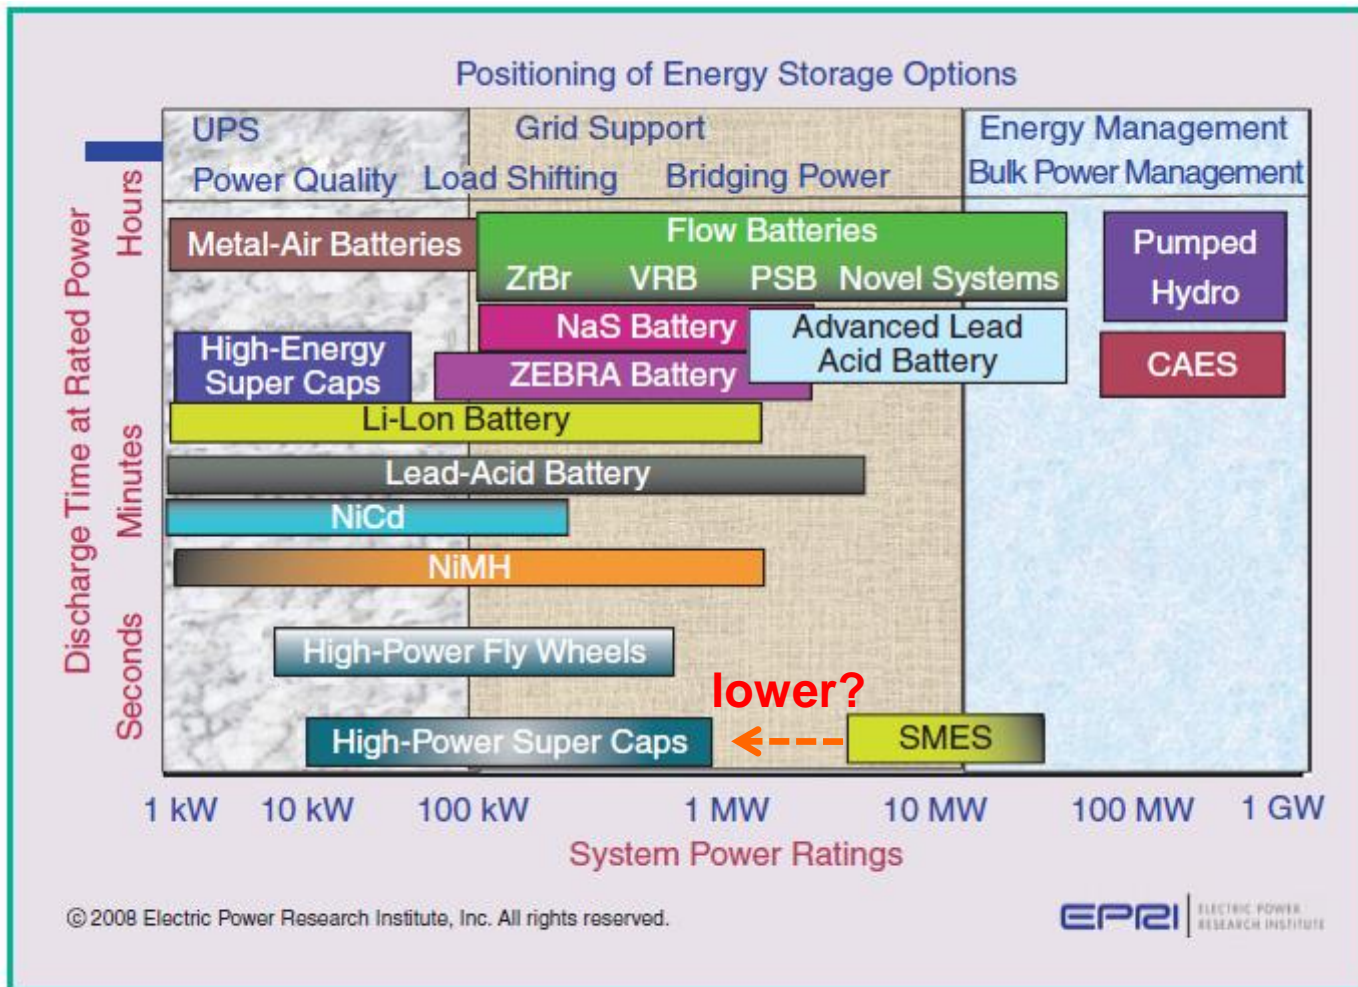 Positioning of Energy Storage Options
UPS
Grid Support
Energy Management
Power Quality
Load Shifting
Bridging Power
Bulk Power Management
Discharge Time at Rated Power
Hours
Minutes
Seconds
Metal-Air Batteries
Flow Batteries
ZrBr VRB PSB Novel Systems
Pumped
Hydro
NaS Battery
Advanced Lead
Acid Battery
High-Energy
Super Caps
ZEBRA Battery
CAES
Li-Lon Battery
Lead-Acid Battery
NiCd
NiMH
High-Power Fly Wheels
lower?
High-Power Super Caps
SMES
1 kW 10 kW 100 kW 1 MW 10 MW 100 MW 1 GW
System Power Ratings
© 2008 Electric Power Research Institute, Inc. All rights reserved.
EPRI
ELECTRIC POWER
RESEARCH INSTITUTE